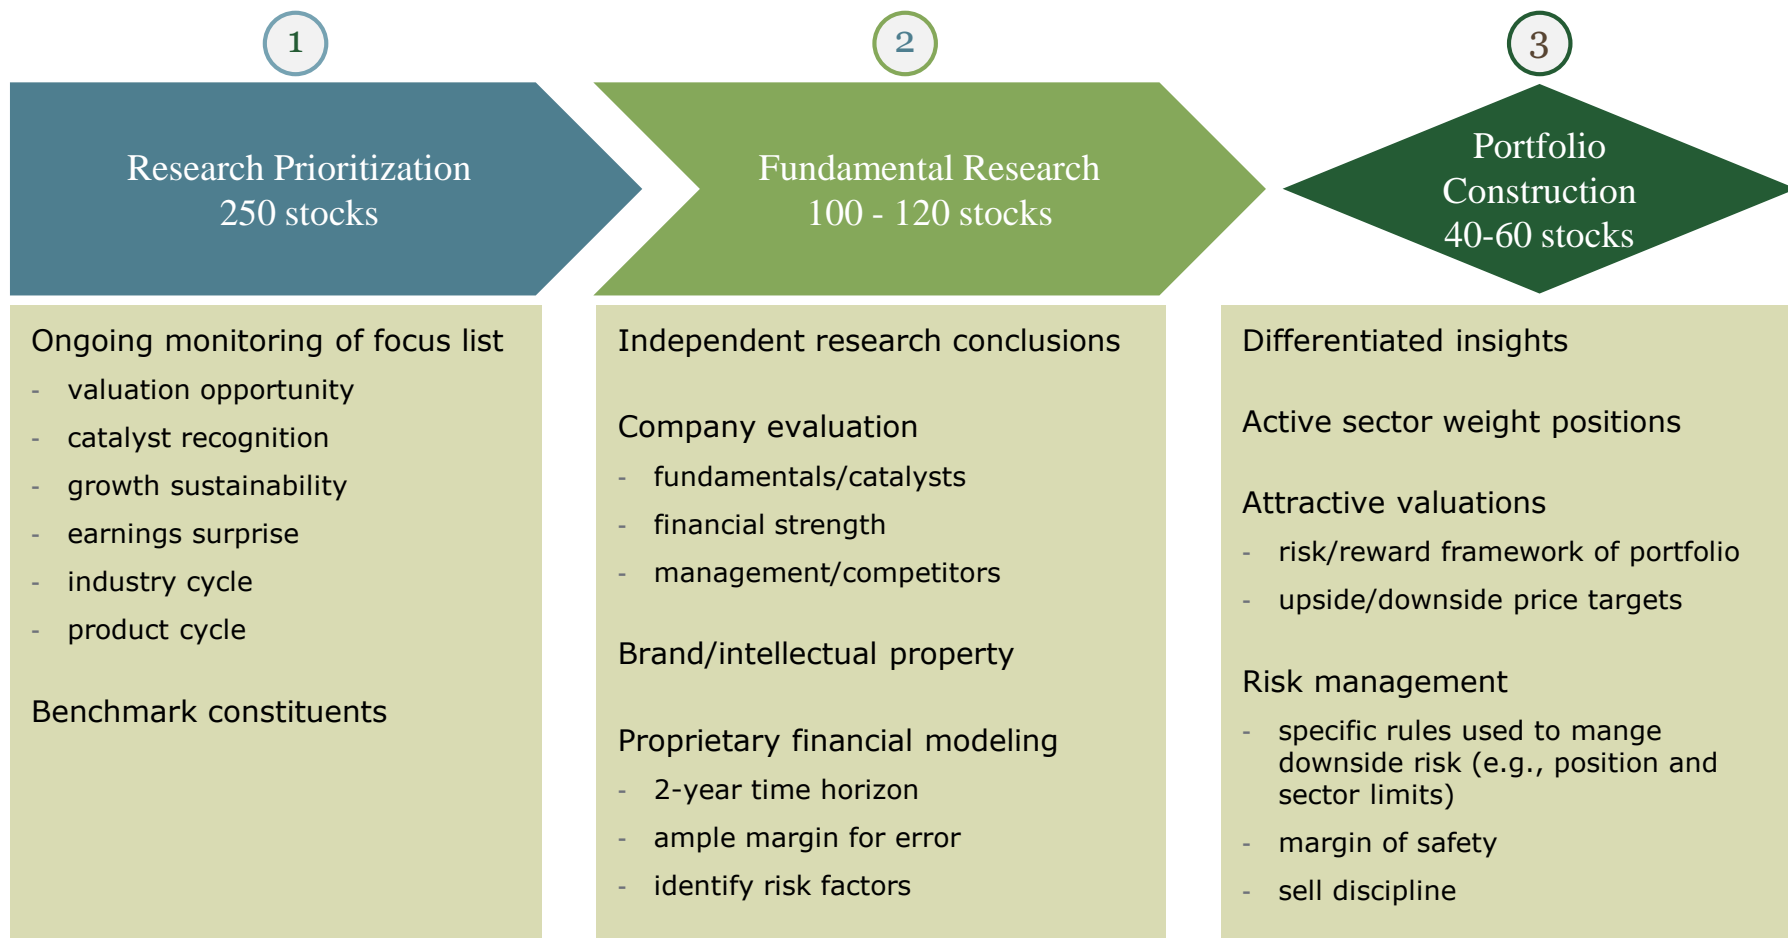 1
Research Prioritization
250 stocks
Ongoing monitoring of focus list
- valuation opportunity
- catalyst recognition
- growth sustainability
- earnings surprise
- industry cycle
- product cycle
Benchmark constituents
2
Fundamental Research
100 - 120 stocks
Independent research conclusions
Company evaluation
- fundamentals/catalysts
- financial strength
- management/competitors
Brand/intellectual property
Proprietary financial modeling
- 2-year time horizon
- ample margin for error
- identify risk factors
3
Portfolio
Construction
40-60 stocks
Differentiated insights
Active sector weight positions
Attractive valuations
- risk/reward framework of portfolio
- upside/downside price targets
Risk management
- specific rules used to mange
downside risk (e.g., position and
sector limits)
- margin of safety
- sell discipline